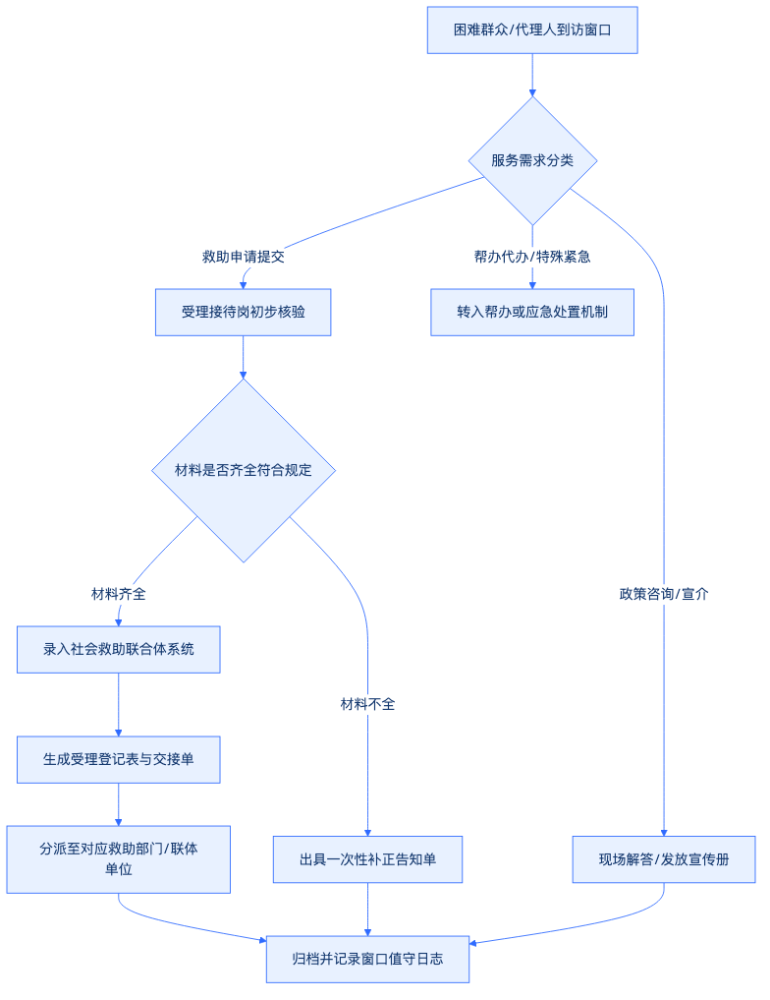 困难群众/代理人到访窗口
服务需求分类
救助申请提交
帮办代办/特殊紧急
受理接待岗初步核验
转入帮办或应急处置机制
材料是否齐全符合规定
材料齐全
政策咨询/宣介
录入社会救助联合体系统
材料不全
生成受理登记表与交接单
分派至对应救助部门/联体
单位
出具一次性补正告知单
现场解答/发放宣传册
归档并记录窗口值守日志